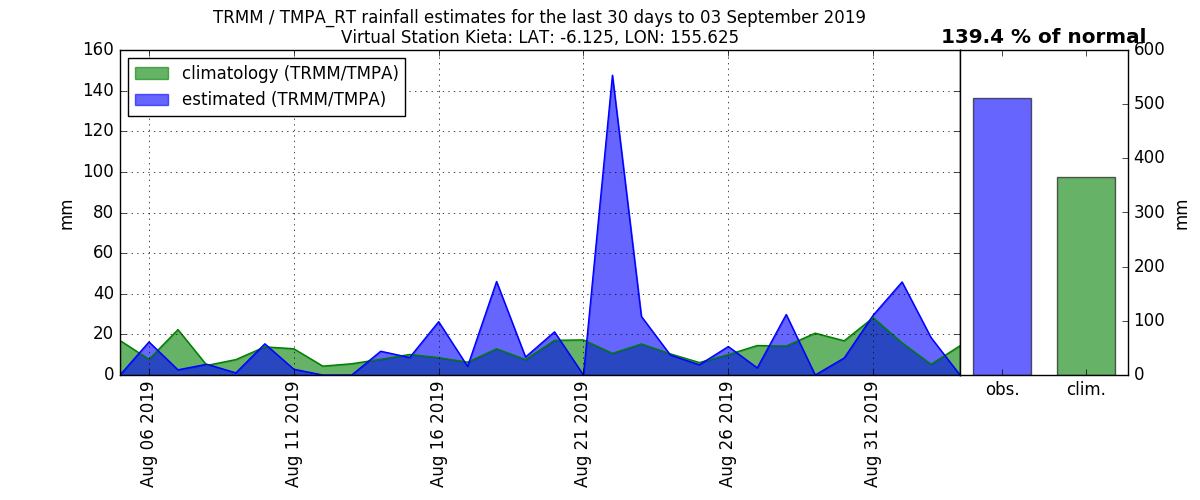 TRMM / TMPA_RT rainfall estimates for the last 30 days to 03 September 2019
Virtual Station Kieta: LAT: -6.125, LON: 155.625
139.4 % of normal
climatology (TRMM/TMPA)
estimated (TRMM/TMPA)
mm
160
140
120
100
80
60
40
20
0
Aug 06 2019
Aug 11 2019
Aug 16 2019
Aug 21 2019
Aug 26 2019
Aug 31 2019
obs.
clim.
600
500
400
300
200
100
0
mm